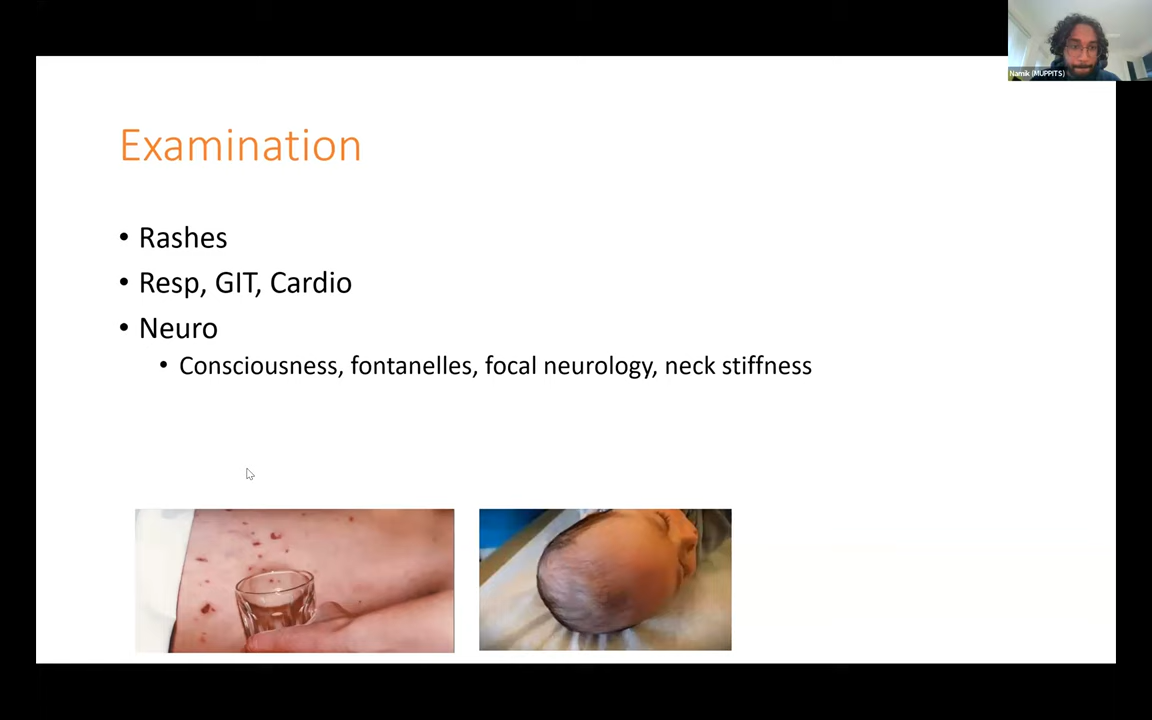 Namik (MUPPITS)
Examination
• Rashes
• Resp, GIT, Cardio
• Neuro
• Consciousness, fontanelles, focal neurology, neck stiffness